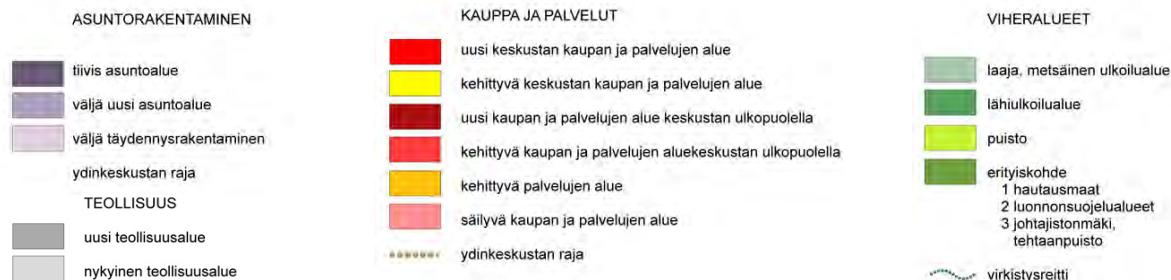 ASUNTORAKENTAMINEN
tiivis asuntoalue
väljä uusi asuntoalue
väljä täydennysrakentaminen
ydinkeskustan raja
TEOLLISUUS
uusi teollisuusalue
nykyinen teollisuusalue
KAUPPA JA PALVELUT
uusi keskustan kaupan ja palvelujen alue
kehittyvä keskustan kaupan ja palvelujen alue
uusi kaupan ja palvelujen alue keskustan ulkopuolella
kehittyvä kaupan ja palvelujen aluekeskustan ulkopuolella
kehittyvä palvelujen alue
säilyvä kaupan ja palvelujen alue
ydinkeskustan raja
VIHERALUEET
laaja, metsäinen ulkoilualue
lähiulkoilualue
puisto
erityiskohde
1 hautausmaat
2 luonnonsuojelualueet
3 johtajistonmäki,
tehtaanpuisto
virkistysreitti